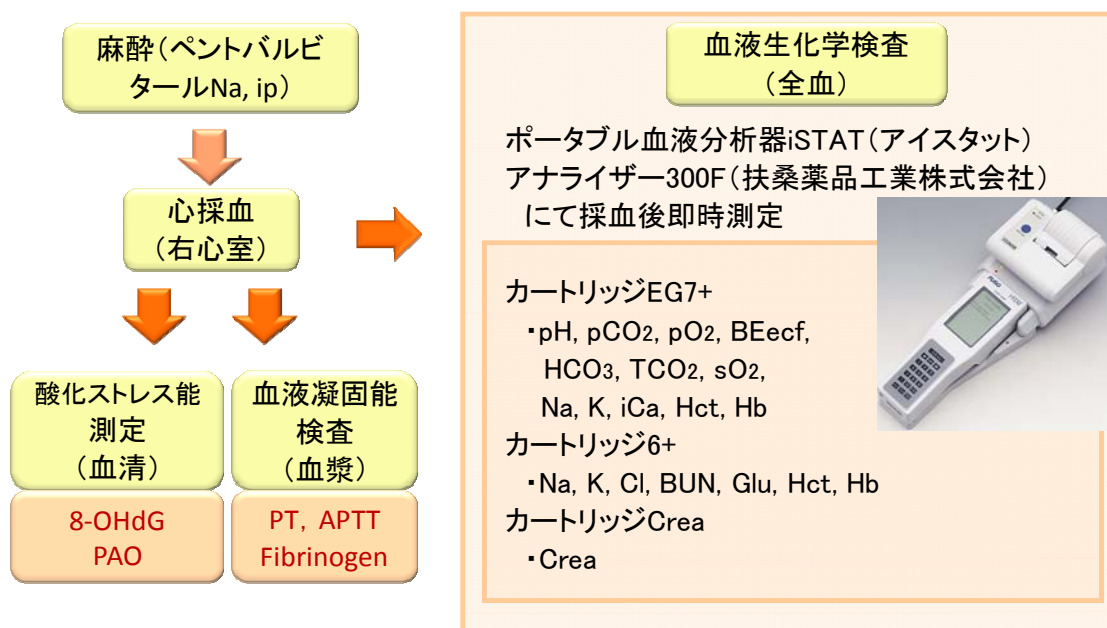 麻酔(ペントバルビ
タールNa, ip)
心採血
(右心室)
酸化ストレス能
測定
(血清)
8-OHdG
PAO
血液凝固能
検査
(血漿)
PT, APTT
Fibrinogen
血液生化学検査
(全血)
ポータブル血液分析器iSTAT(アイスタット)
アナライザー300F(扶桑薬品工業株式会社)
にて採血後即時測定
カートリッジEG7+
・pH, pCO2, pO2, BEecf,
HCO3, TCO2, sO2,
Na, K, iCa, Hct, Hb
カートリッジ6+
・Na, K, Cl, BUN, Glu, Hct, Hb
カートリッジCrea
・Crea